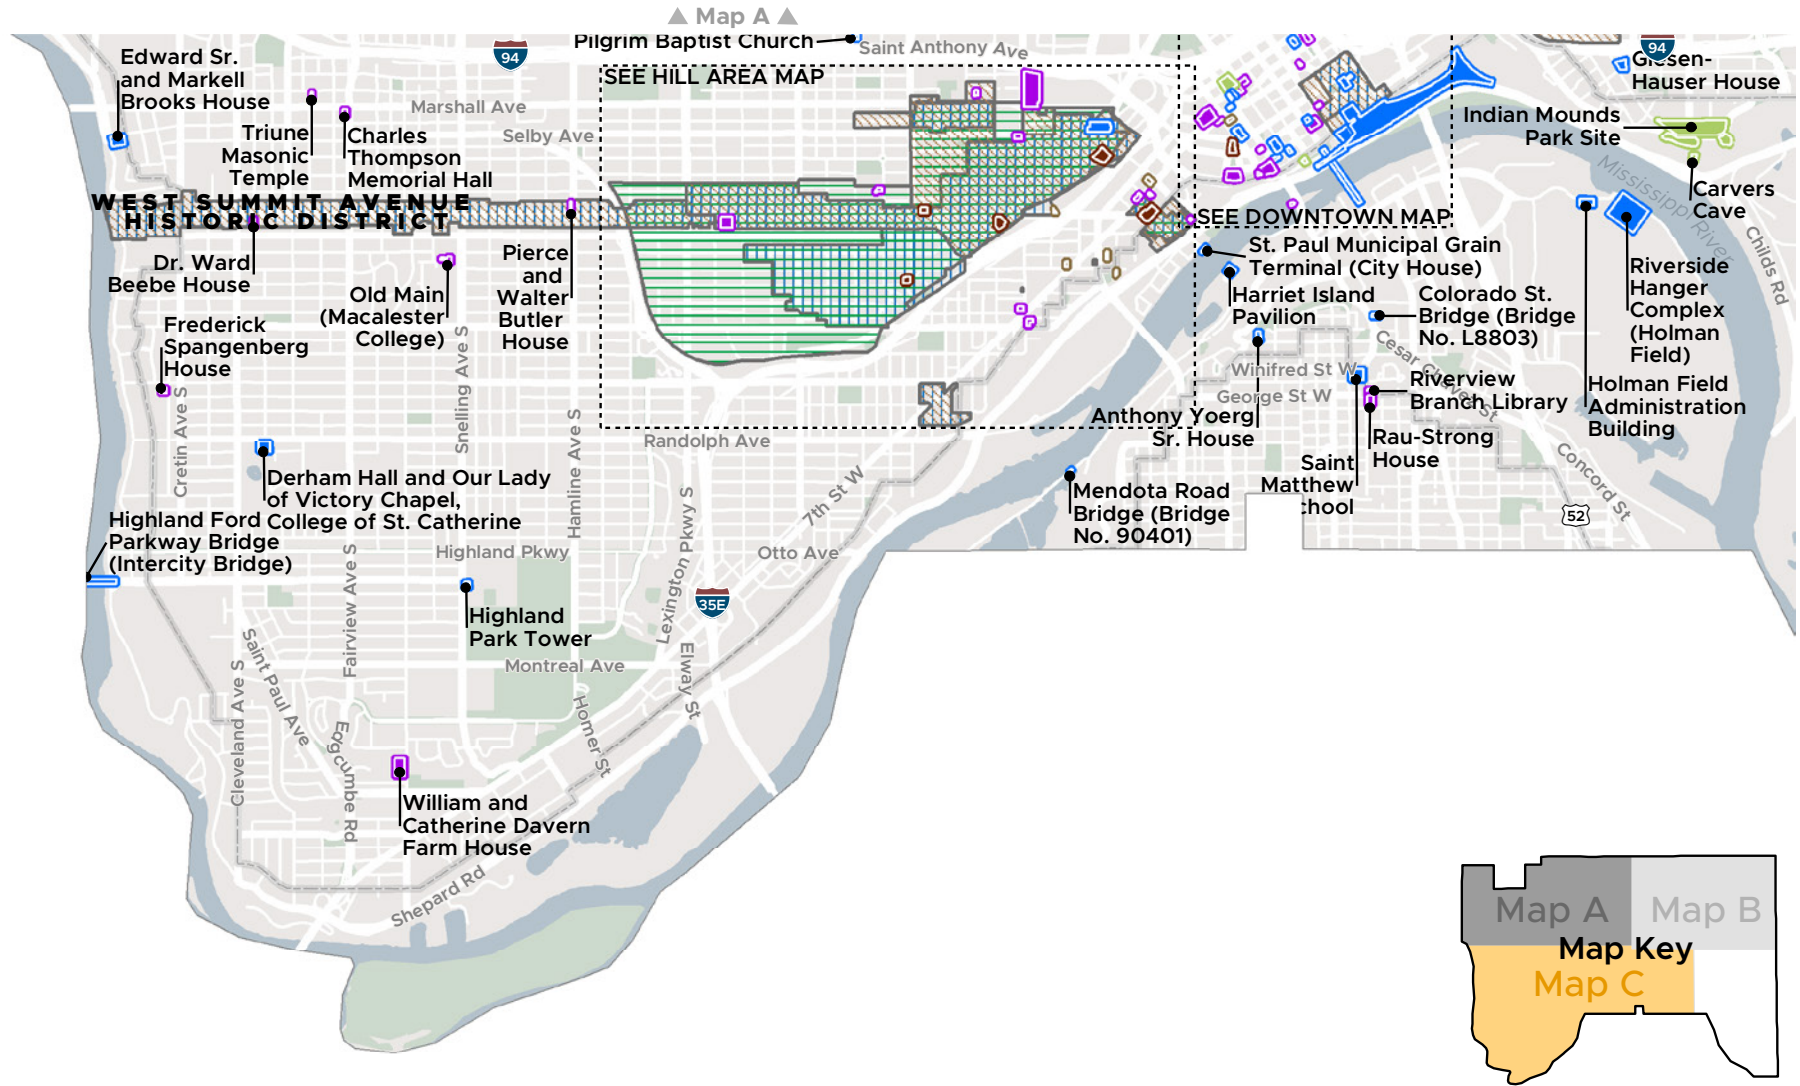 ▲ Map A ▲
Pilgrim Baptist Church
Saint Anthony Ave
94
94
Edward Sr.
and Markell
Brooks House
SEE HILL AREA MAP
Giesen-
Hauser House
Marshall Ave
Selby Ave
Triune
Masonic
Temple
Charles
Thompson
Memorial Hall
Indian Mounds
Park Site
Mississippi River
Carvers
Cave
WEST SUMMIT AVENUE
HISTORIC DISTRICT
SEE DOWNTOWN MAP
Childs Rd
Dr. Ward
Beebe House
Old Main
(Macalester
College)
Pierce
and
Walter
Butler
House
St. Paul Municipal Grain
Terminal (City House)
Harriet Island
Pavilion
Colorado St.
Bridge (Bridge
No. L8803)
Riverside
Hanger
Complex
(Holman
Field)
Frederick
Spangenberg
House
Cretin Ave S
Snelling Ave S
Hamline Ave S
Winifred St W
George St W
Cesar Chavez St
Riverview
Branch Library
Holman Field
Administration
Building
Anthony Yoerg
Sr. House
Rau-Strong
House
Saint
Matthew
chool
Concord St
52
Randolph Ave
Derham Hall and Our Lady
of Victory Chapel,
College of St. Catherine
Lexington Pkwy S
7th St W
Mendota Road
Bridge (Bridge
No. 90401)
Highland Ford
Parkway Bridge
(Intercity Bridge)
Highland Pkwy
Otto Ave
Fairview Ave S
Highland
Park Tower
35E
Montreal Ave
Elway St
Saint Paul Ave
Cleveland Ave S
Edgcumbe Rd
Homer St
William and
Catherine Davern
Farm House
Shepard Rd
Map A
Map B
Map Key
Map C